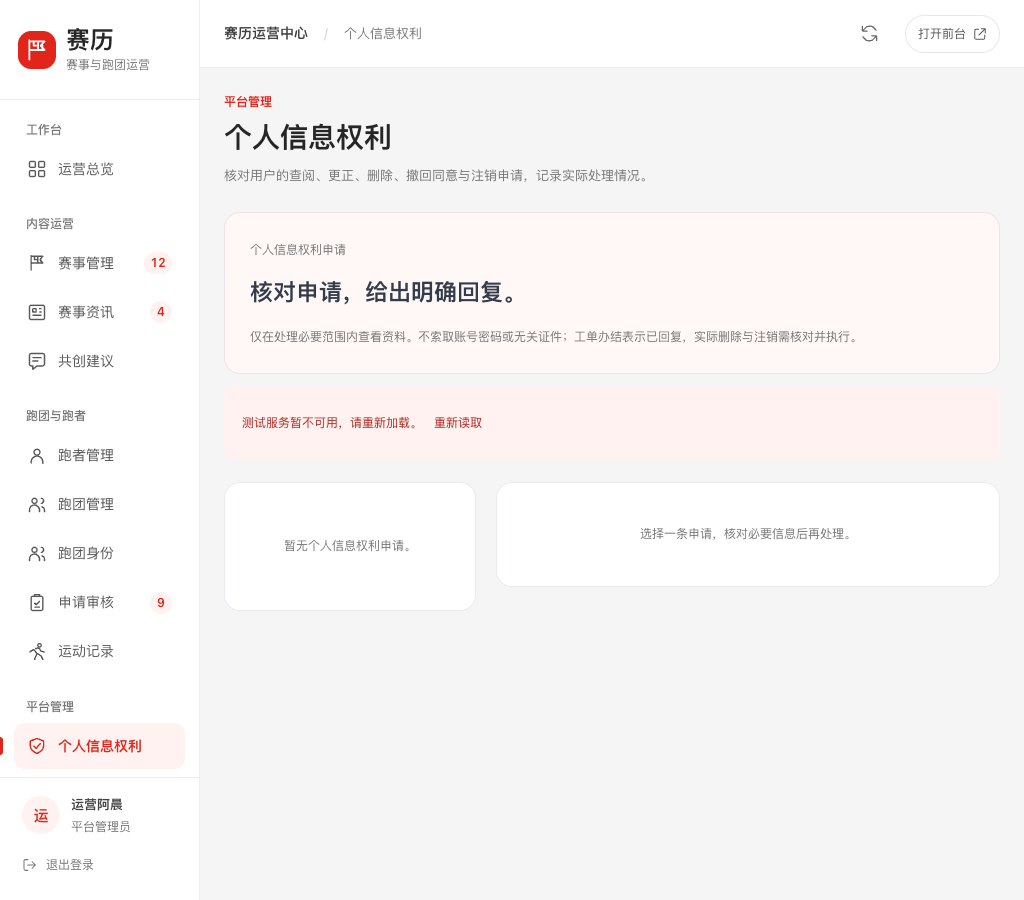 赛历
赛事与跑团运营
工作台
运营总览
内容运营
赛事管理 12
赛事资讯 4
共创建议
跑团与跑者
跑者管理
跑团管理
跑团身份
申请审核 9
运动记录
平台管理
个人信息权利
运
运营阿晨
平台管理员
退出登录
赛历运营中心 / 个人信息权利
打开前台
平台管理
个人信息权利
核对用户的查阅、更正、删除、撤回同意与注销申请，记录实际处理情况。
个人信息权利申请
核对申请，给出明确回复。
仅在处理必要范围内查看资料。不索取账号密码或无关证件；工单办结表示已回复，实际删除与注销需核对并执行。
测试服务暂不可用，请重新加载。 重新读取
暂无个人信息权利申请。
选择一条申请，核对必要信息后再处理。